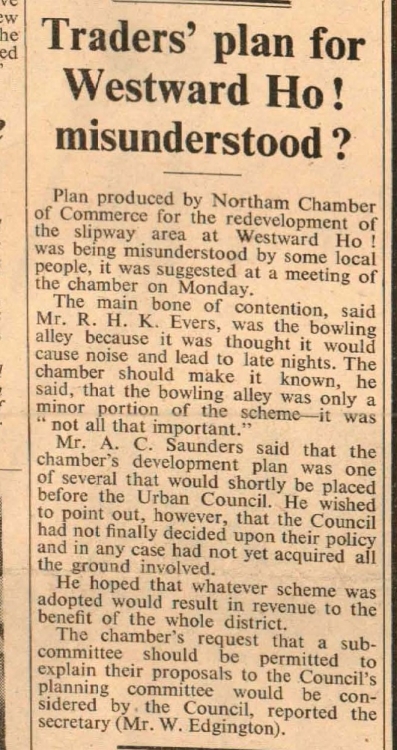 Traders' plan for
Westward Ho!
misunderstood?
Plan produced by Northam Chamber
of Commerce for the redevelopment of
the slipway area at Westward Ho!
was being misunderstood by some local
people, it was suggested at a meeting of
the chamber on Monday.
The main bone of contention, said
Mr. R. H. K. Evers, was the bowling
alley because it was thought it would
cause noise and lead to late nights. The
chamber should make it known, he
said, that the bowling alley was only a
minor portion of the scheme—it was
"not all that important."
Mr. A. C. Saunders said that the
chamber's development plan was one
of several that would shortly be placed
before the Urban Council. He wished
to point out, however, that the Council
had not finally decided upon their policy
and in any case had not yet acquired all
the ground involved.
He hoped that whatever scheme was
adopted would result in revenue to the
benefit of the whole district.
The chamber's request that a sub-
committee should be permitted to
explain their proposals to the Council's
planning committee would be con-
sidered by the Council, reported the
secretary (Mr. W. Edgington).